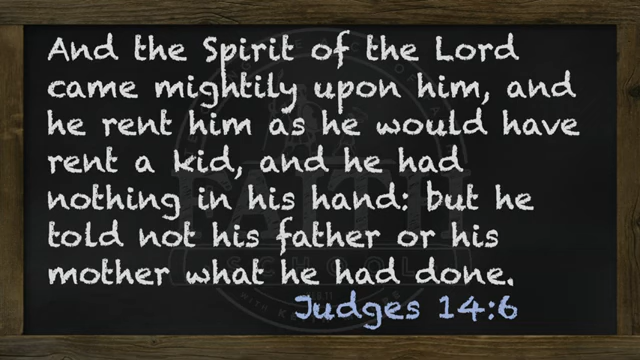 And the Spirit of the Lord
came mightily upon him, and
he rent him as he would have
rent a kid, and he had
nothing in his hand: but he
told not his father or his
mother what he had done.
Judges 14:6
FAITH
SCHOOL